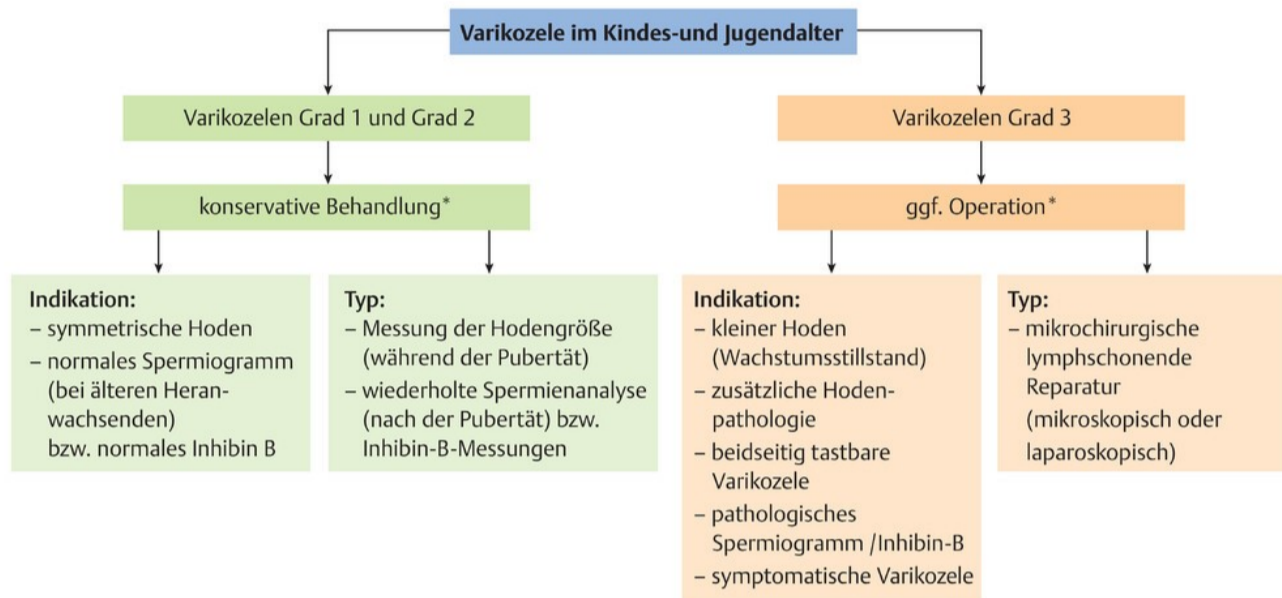 Varikozele im Kindes-und Jugendalter
Varikozelen Grad 1 und Grad 2
Varikozelen Grad 3
konservative Behandlung*
ggf. Operation*
Indikation:
– symmetrische Hoden
– normales Spermiogramm
(bei älteren Heran-
wachsenden)
bzw. normales Inhibin B
Typ:
– Messung der Hodengröße
(während der Pubertät)
– wiederholte Spermienanalyse
(nach der Pubertät) bzw.
Inhibin-B-Messungen
Indikation:
– kleiner Hoden
(Wachstumsstillstand)
– zusätzliche Hoden-
pathologie
– beidseitig tastbare
Varikozele
– pathologisches
Spermiogramm /Inhibin-B
– symptomatische Varikozele
Typ:
– mikrochirurgische
lymphschonende
Reparatur
(mikroskopisch oder
laparoskopisch)